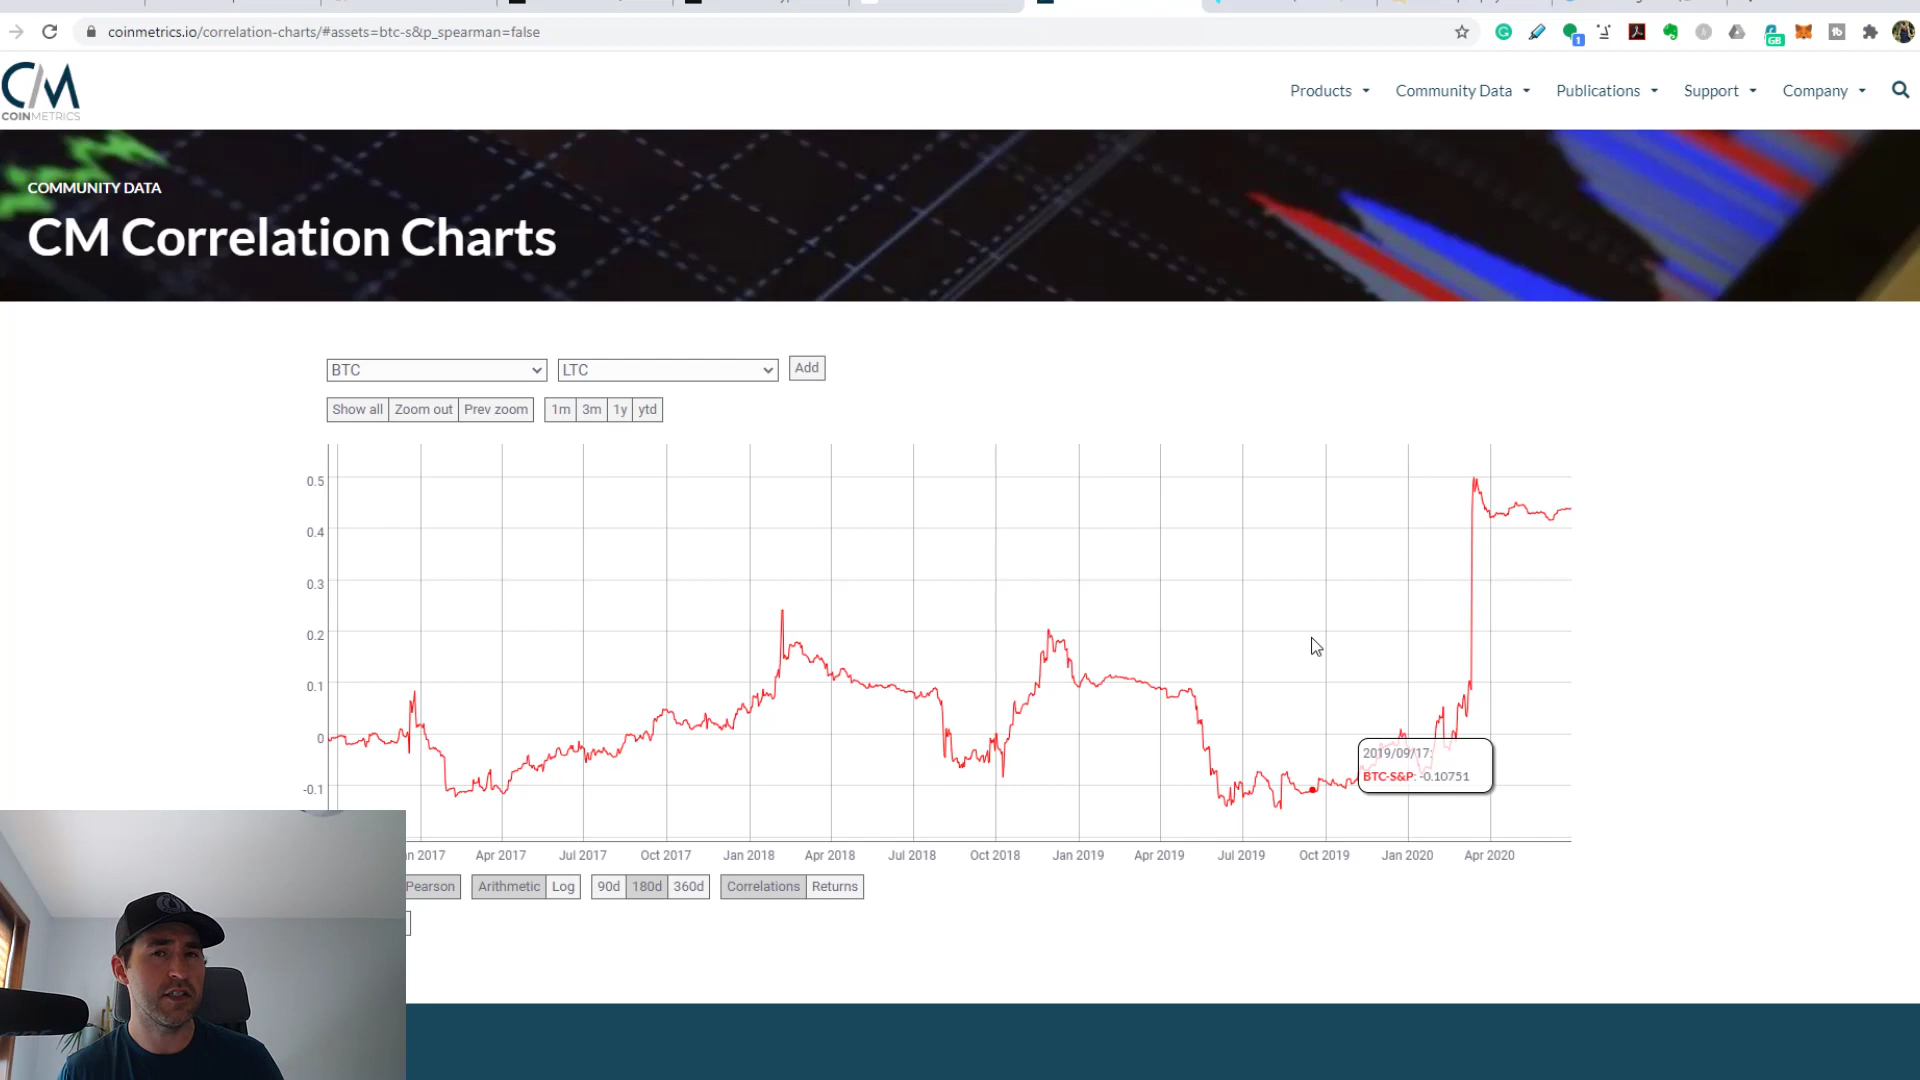 coinmetrics.io/correlation-charts/#assets=btc-s&p_spearman=false
1
GB
CM
COINMETRICS
Products
Community Data
Publications
Support
Company
COMMUNITY DATA
CM Correlation Charts
BTC
LTC
Add
Show all
Zoom out
Prev zoom
1m
3m
1y
ytd
0.5
0.4
0.3
0.2
0.1
0
-0.1
2019/09/17:
BTC-S&P: -0.10751
n 2017
Apr 2017
Jul 2017
Oct 2017
Jan 2018
Apr 2018
Jul 2018
Oct 2018
Jan 2019
Apr 2019
Jul 2019
Oct 2019
Jan 2020
Apr 2020
Pearson
Arithmetic
Log
90d
180d
360d
Correlations
Returns